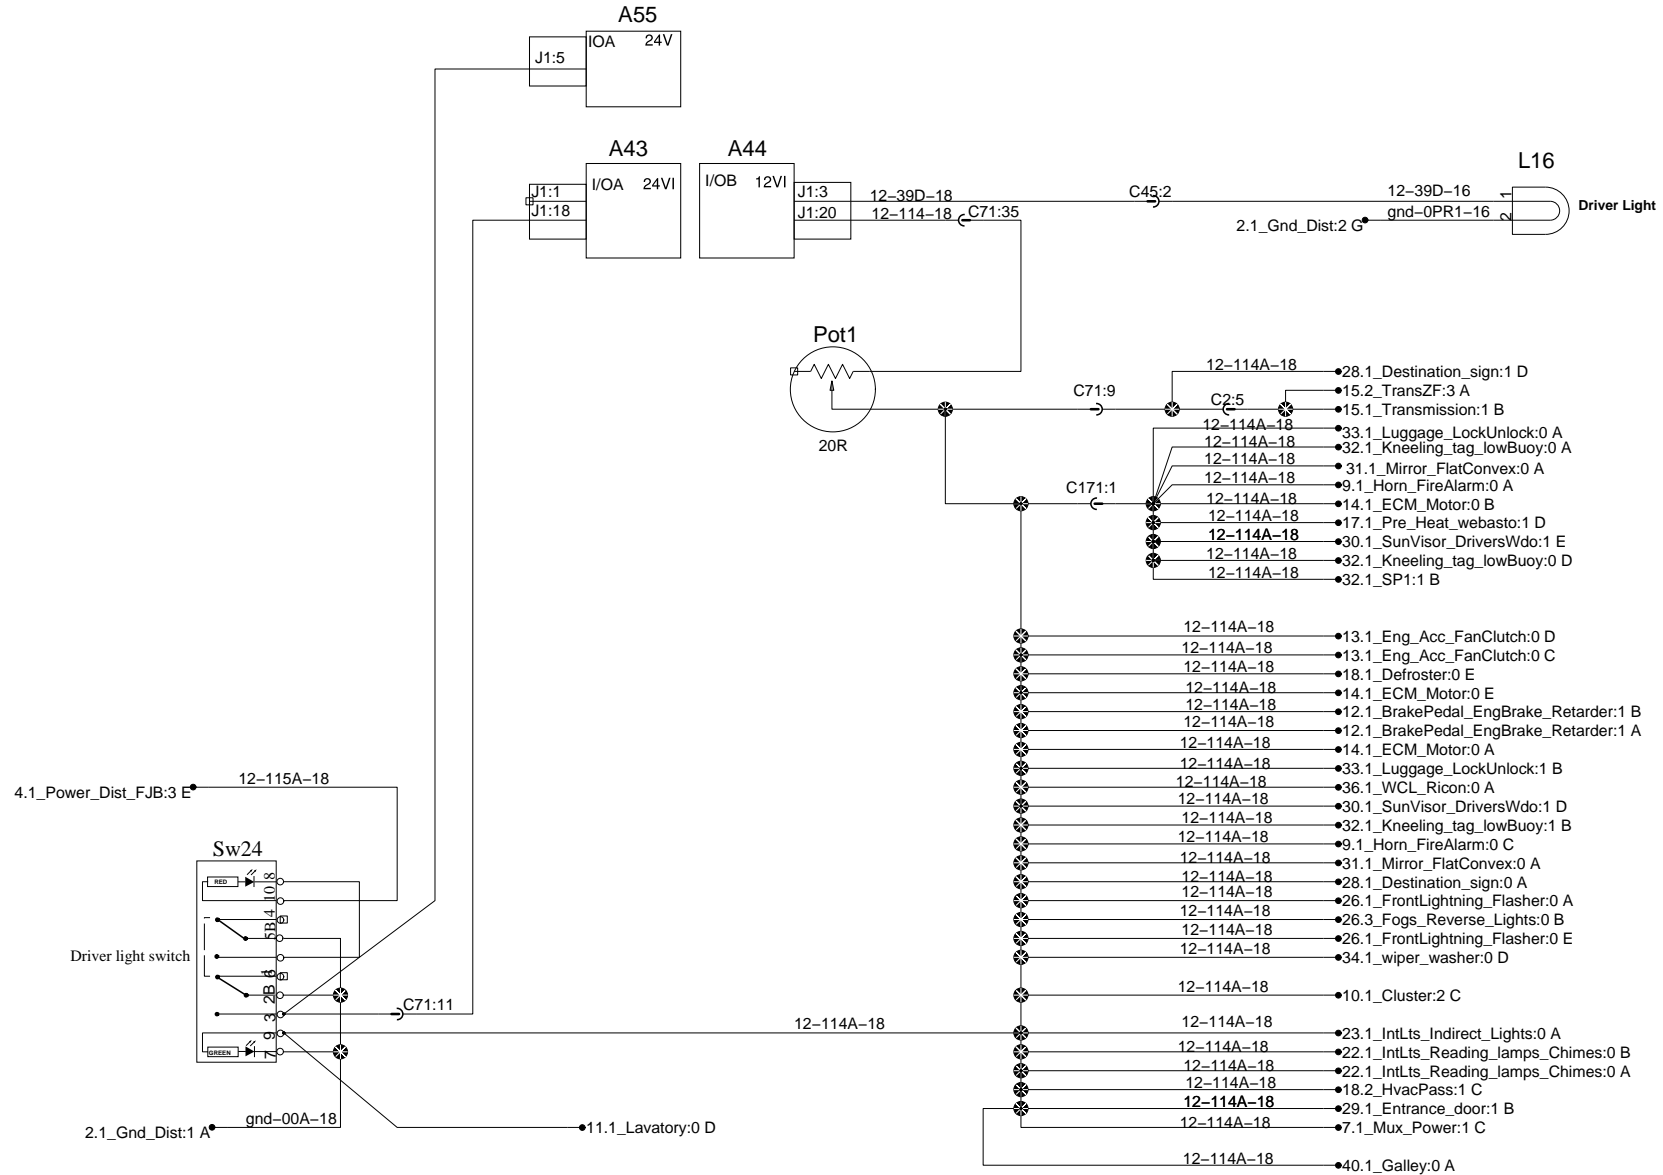 A55
IOA 24V
J1:5
A43
A44
I/OA 24VI
J1:1
J1:18
I/OB 12VI
J1:3
J1:20
12–39D–18
12–114–18
C71:35
C45:2
12–39D–16
gnd–0PR1–16
2.1_Gnd_Dist:2 G
L16
1
2
Driver Light
Pot1
20R
C71:9
C2:5
C171:1
12–114A–18
28.1_Destination_sign:1 D
15.2_TransZF:3 A
15.1_Transmission:1 B
12–114A–18
33.1_Luggage_LockUnlock:0 A
12–114A–18
32.1_Kneeling_tag_lowBuoy:0 A
12–114A–18
31.1_Mirror_FlatConvex:0 A
12–114A–18
9.1_Horn_FireAlarm:0 A
12–114A–18
14.1_ECM_Motor:0 B
12–114A–18
17.1_Pre_Heat_webasto:1 D
12–114A–18
30.1_SunVisor_DriversWdo:1 E
12–114A–18
32.1_Kneeling_tag_lowBuoy:0 D
12–114A–18
32.1_SP1:1 B
12–114A–18
13.1_Eng_Acc_FanClutch:0 D
12–114A–18
13.1_Eng_Acc_FanClutch:0 C
12–114A–18
18.1_Defroster:0 E
12–114A–18
14.1_ECM_Motor:0 E
12–114A–18
12.1_BrakePedal_EngBrake_Retarder:1 B
12–114A–18
12.1_BrakePedal_EngBrake_Retarder:1 A
12–114A–18
14.1_ECM_Motor:0 A
12–114A–18
33.1_Luggage_LockUnlock:1 B
12–114A–18
36.1_WCL_Ricon:0 A
12–114A–18
30.1_SunVisor_DriversWdo:1 D
12–114A–18
32.1_Kneeling_tag_lowBuoy:1 B
12–114A–18
9.1_Horn_FireAlarm:0 C
12–114A–18
31.1_Mirror_FlatConvex:0 A
12–114A–18
28.1_Destination_sign:0 A
12–114A–18
26.1_FrontLightning_Flasher:0 A
12–114A–18
26.3_Fogs_Reverse_Lights:0 B
12–114A–18
26.1_FrontLightning_Flasher:0 E
12–114A–18
34.1_wiper_washer:0 D
12–114A–18
10.1_Cluster:2 C
12–114A–18
23.1_IntLts_Indirect_Lights:0 A
12–114A–18
22.1_IntLts_Reading_lamps_Chimes:0 B
12–114A–18
22.1_IntLts_Reading_lamps_Chimes:0 A
12–114A–18
18.2_HvacPass:1 C
12–114A–18
29.1_Entrance_door:1 B
12–114A–18
7.1_Mux_Power:1 C
12–114A–18
40.1_Galley:0 A
12–115A–18
4.1_Power_Dist_FJB:3 E
Sw24
RED
8
10
4
5B
6
2B
3
9
7
GREEN
Driver light switch
C71:11
12–114A–18
gnd–00A–18
2.1_Gnd_Dist:1 A
11.1_Lavatory:0 D